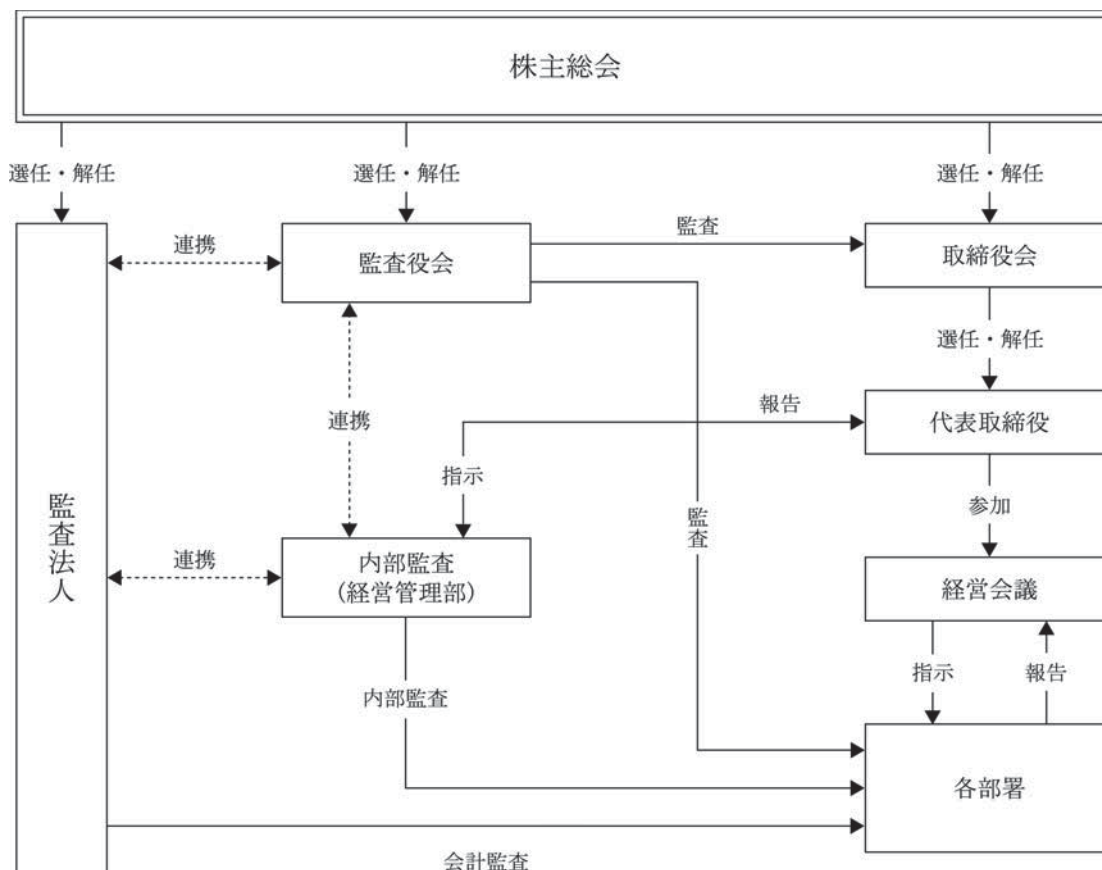 株主総会
選任・解任
選任・解任
選任・解任
連携
監査役会
監査
取締役会
選任・解任
報告
代表取締役
連携
指示
監査
参加
監査法人
連携
内部監査
（経営管理部）
経営会議
指示
報告
内部監査
各部署
会計監査